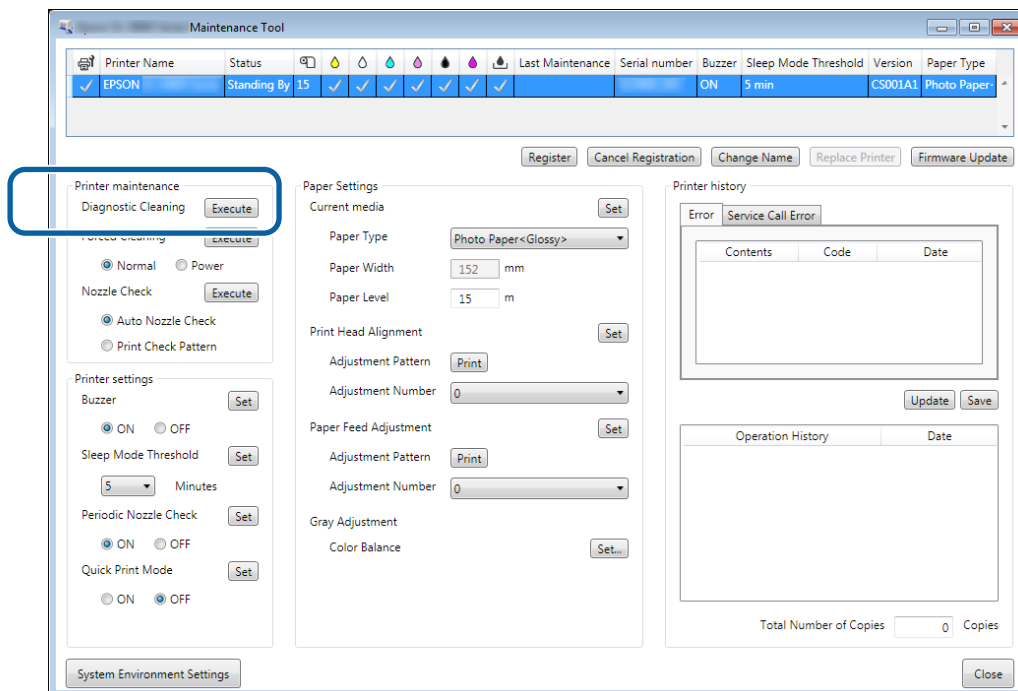 Maintenance Tool
Printer Name Status Last Maintenance Serial number Buzzer Sleep Mode Threshold Version Paper Type
EPSON Standing By 15 ON 5 min CS001A1 Photo Paper
Register Cancel Registration Change Name Replace Printer Firmware Update
Printer maintenance
Diagnostic Cleaning Execute
Forced Cleaning Execute
Normal Power
Nozzle Check Execute
Auto Nozzle Check
Print Check Pattern
Printer settings
Buzzer Set
ON OFF
Sleep Mode Threshold Set
5 Minutes
Periodic Nozzle Check Set
ON OFF
Quick Print Mode Set
ON OFF
Paper Settings
Current media Set
Paper Type Photo Paper<Glossy>
Paper Width 152 mm
Paper Level 15 m
Print Head Alignment Set
Adjustment Pattern Print
Adjustment Number 0
Paper Feed Adjustment Set
Adjustment Pattern Print
Adjustment Number 0
Gray Adjustment
Color Balance Set...
Printer history
Error Service Call Error
Contents Code Date
Update Save
Operation History Date
Total Number of Copies 0 Copies
System Environment Settings Close